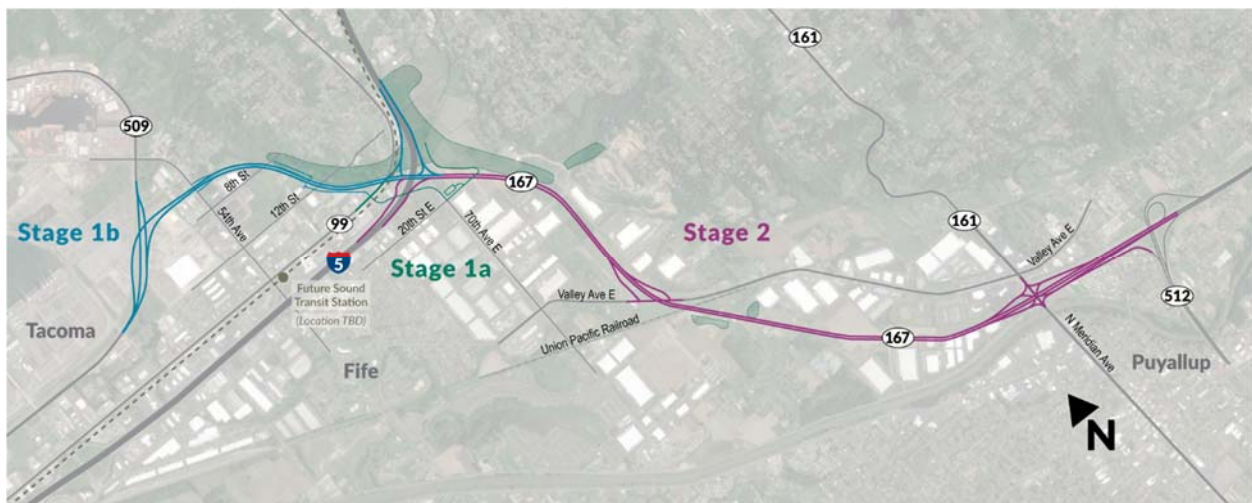 161
509
8th St
54th Ave
12th St
Stage 1b
99
20th St E
70th Ave E
167
Stage 2
161
Valley Ave E
5
Stage 1a
Future Sound
Transit Station
(Location TBD)
Valley Ave E
Union Pacific Railroad
512
Tacoma
Fife
167
N Meridian Ave
Puyallup
N